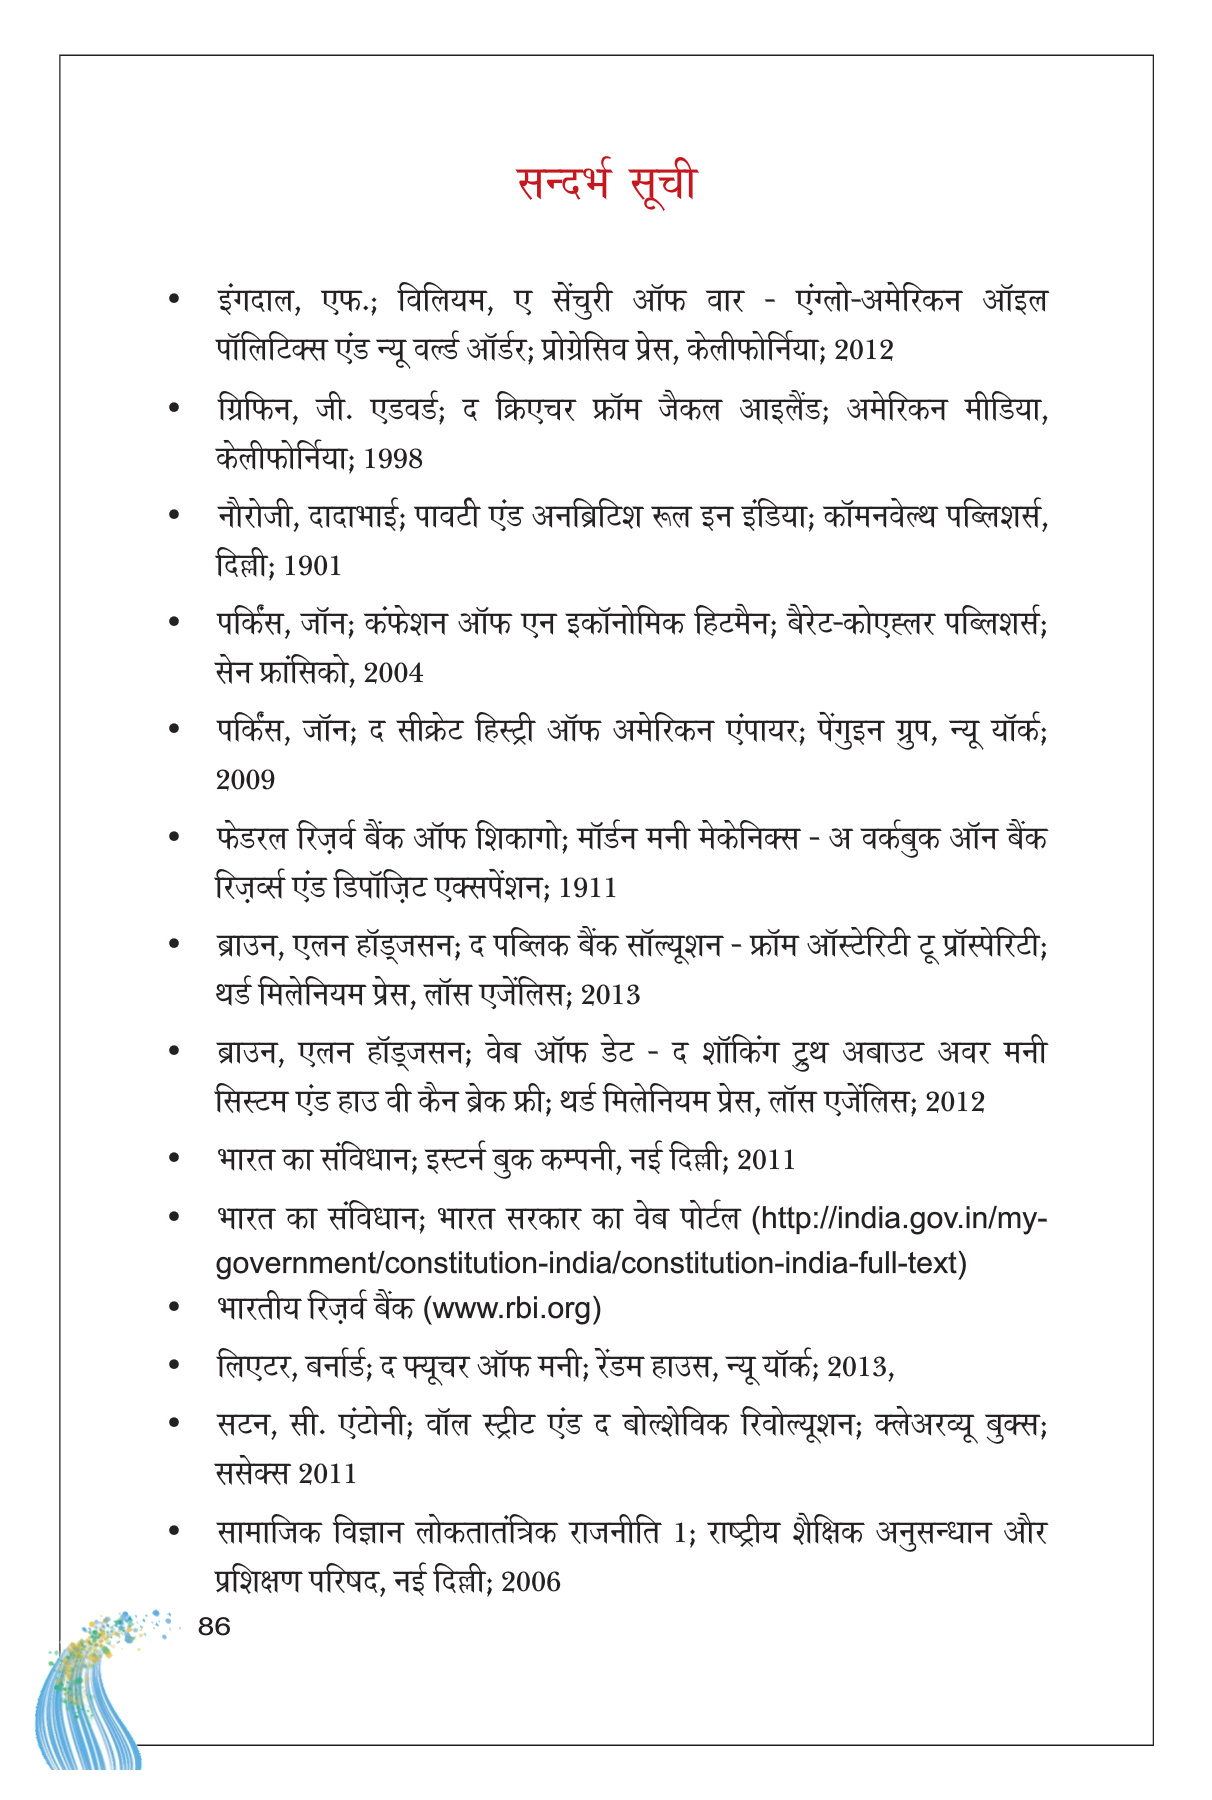 सन्दर्भ सूची
• इंगदाल, एफ.; विलियम, ए सेंचुरी ऑफ वार - एंग्लो-अमेरिकन ऑइल
पॉलिटिक्स एंड न्यू वर्ल्ड ऑर्डर; प्रोग्रेसिव प्रेस, केलीफोर्निया; 2012
• ग्रिफिन, जी. एडवर्ड; द क्रिएचर फ्रॉम जैकल आइलैंड; अमेरिकन मीडिया,
केलीफोर्निया; 1998
• नौरोजी, दादाभाई; पावर्टी एंड अनब्रिटिश रूल इन इंडिया; कॉमनवेल्थ पब्लिशर्स,
दिल्ली; 1901
• पर्किंस, जॉन; कंफेशन ऑफ एन इकॉनोमिक हिटमैन; बैरेट-कोएह्लर पब्लिशर्स;
सेन फ्रांसिको, 2004
• पर्किंस, जॉन; द सीक्रेट हिस्ट्री ऑफ अमेरिकन एंपायर; पेंगुइन ग्रुप, न्यू यॉर्क;
2009
• फेडरल रिज़र्व बैंक ऑफ शिकागो; मॉर्डन मनी मेकेनिक्स - अ वर्कबुक ऑन बैंक
रिज़र्व्स एंड डिपॉज़िट एक्सपेंशन; 1911
• ब्राउन, एलन हॉड्जसन; द पब्लिक बैंक सॉल्यूशन - फ्रॉम ऑस्टेरिटी टू प्रॉस्पेरिटी;
थर्ड मिलेनियम प्रेस, लॉस एजेंलिस; 2013
• ब्राउन, एलन हॉड्जसन; वेब ऑफ डेट - द शॉकिंग ट्रुथ अबाउट अवर मनी
सिस्टम एंड हाउ वी कैन ब्रेक फ्री; थर्ड मिलेनियम प्रेस, लॉस एजेंलिस; 2012
• भारत का संविधान; इस्टर्न बुक कम्पनी, नई दिल्ली; 2011
• भारत का संविधान; भारत सरकार का वेब पोर्टल (http://india.gov.in/my-
government/constitution-india/constitution-india-full-text)
• भारतीय रिज़र्व बैंक (www.rbi.org)
• लिएटर, बर्नार्ड; द फ्यूचर ऑफ मनी; रेंडम हाउस, न्यू यॉर्क; 2013,
• सटन, सी. एंटोनी; वॉल स्ट्रीट एंड द बोल्शेविक रिवोल्यूशन; क्लेअरव्यू बुक्स;
ससेक्स 2011
• सामाजिक विज्ञान लोकतातंत्रिक राजनीति 1; राष्ट्रीय शैक्षिक अनुसन्धान और
प्रशिक्षण परिषद, नई दिल्ली; 2006
86